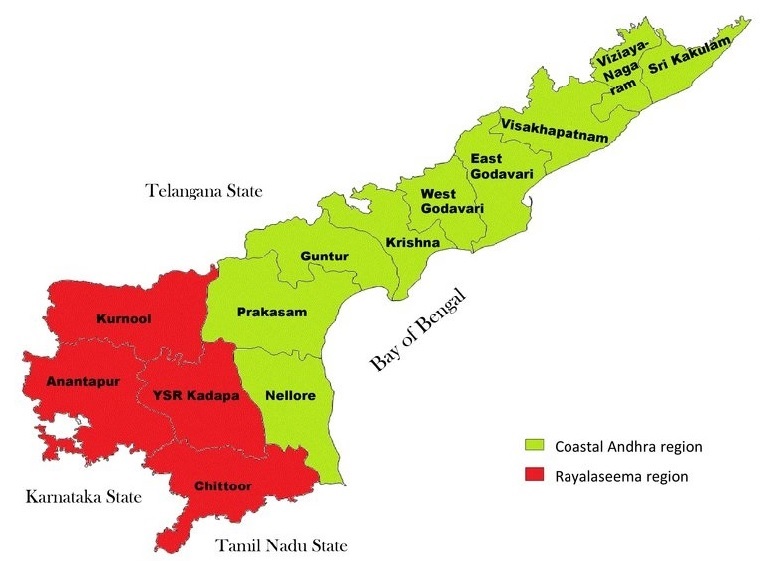 Viziaya-
Naga
ram
Sri Kakulam
Visakhapatnam
East
Godavari
Telangana State
West
Godavari
Krishna
Guntur
Bay of Bengal
Prakasam
Kurnool
Anantapur
YSR Kadapa
Nellore
Coastal Andhra region
Rayalaseema region
Chittoor
Karnataka State
Tamil Nadu State